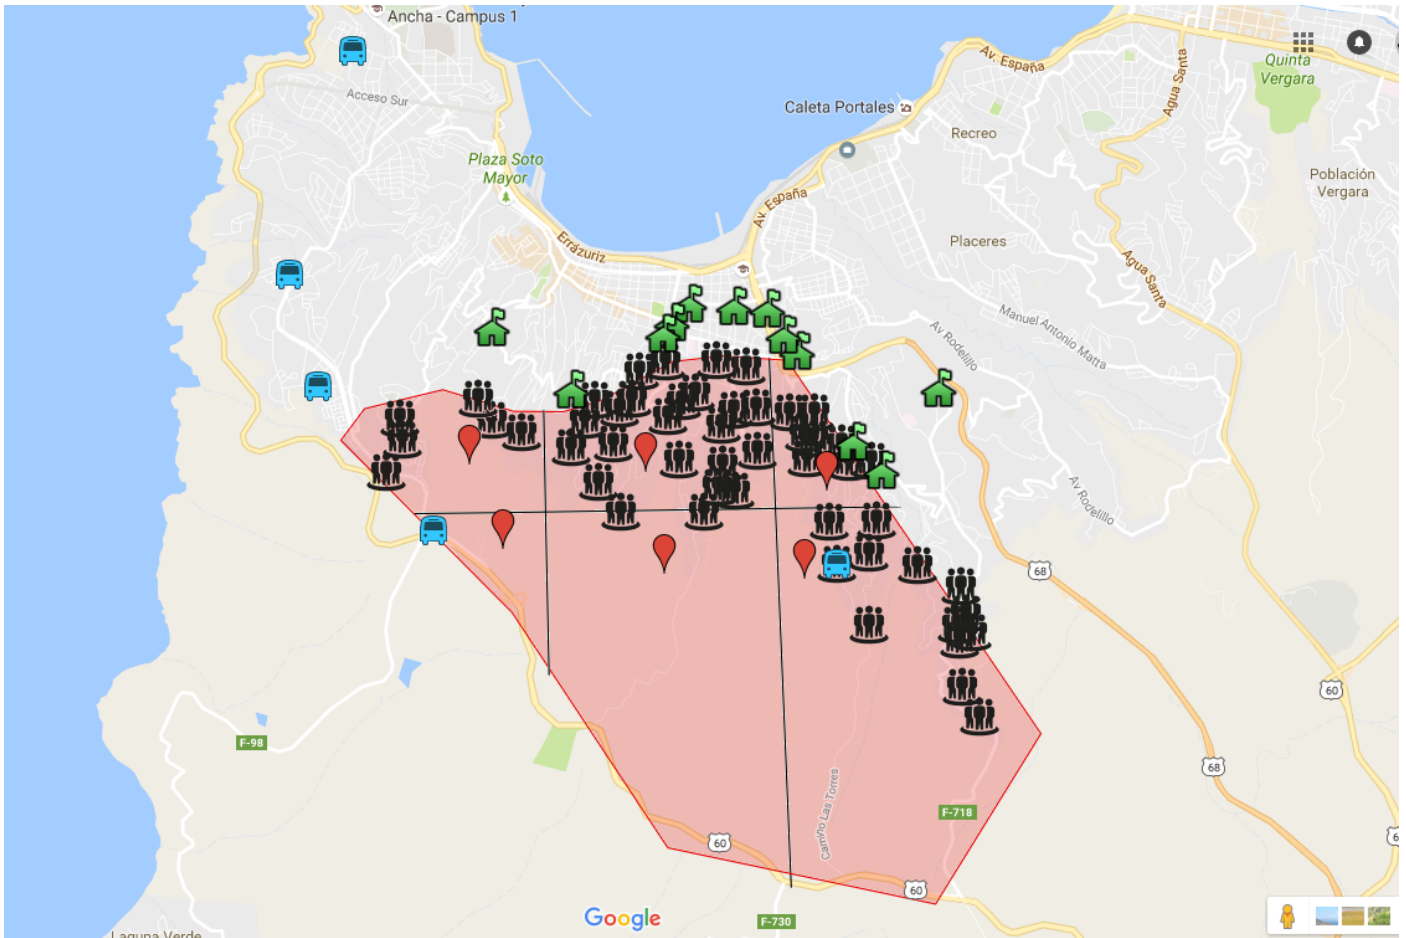 Ancha - Campus 1
Acceso Sur
Plaza Soto
Mayor
Errázuriz
Av. España
Caleta Portales
Recreo
Av. España
Agua Santa
Quinta
Vergara
Población
Vergara
Placeres
Agua Santa
Manuel Antonio Matta
Av Rodelillo
Av Rodelillo
68
60
68
6
F-98
Camino Las Torres
F-718
60
60
Google
F-730
Laguna Verde